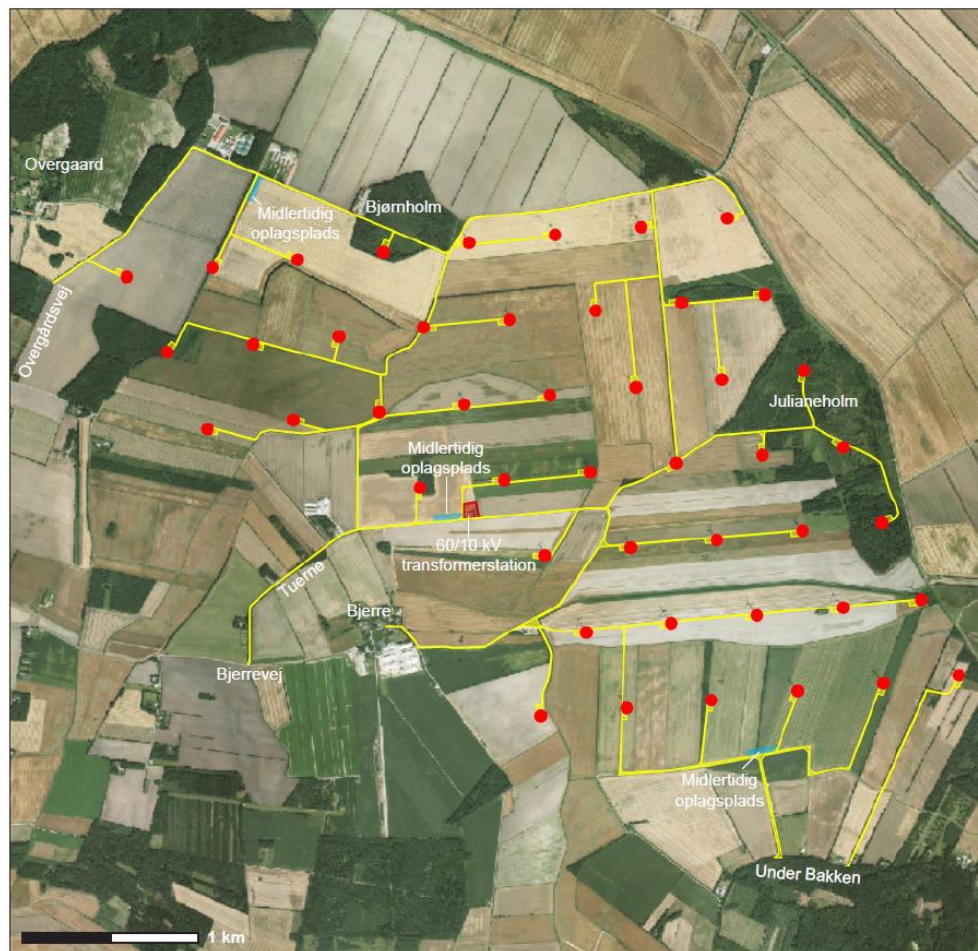 Overgaard
Midlertidig
oplagsplads
Bjørnholm
Overgårdsvej
Julianeholm
Midlertidig
oplagsplads
60/10 kV
transformerstation
Tuerne
Bjerre
Bjerrevej
Midlertidig
oplagsplads
Under Bakken
1 km